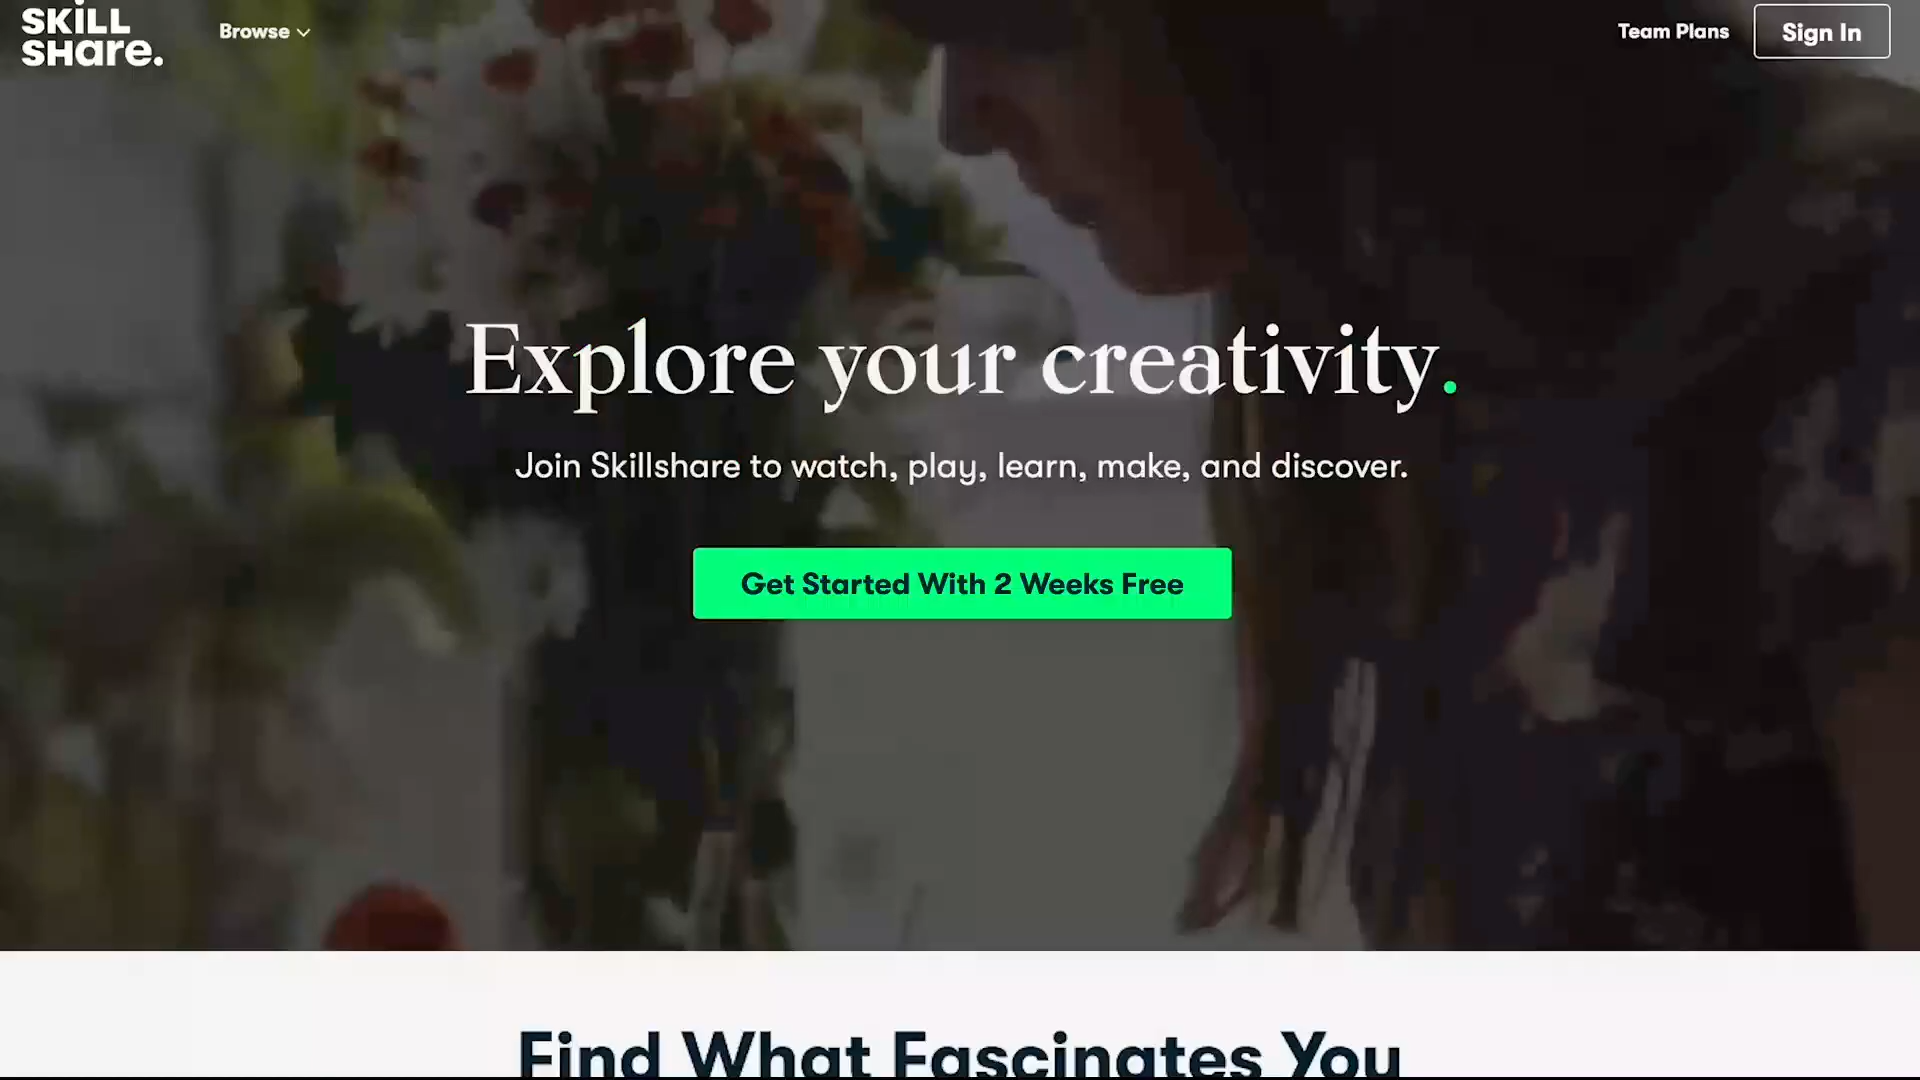 SKILL
SHare.
Browse
Team Plans
Sign In
Explore your creativity.
Join Skillshare to watch, play, learn, make, and discover.
Get Started With 2 Weeks Free
Find What Fascinates You